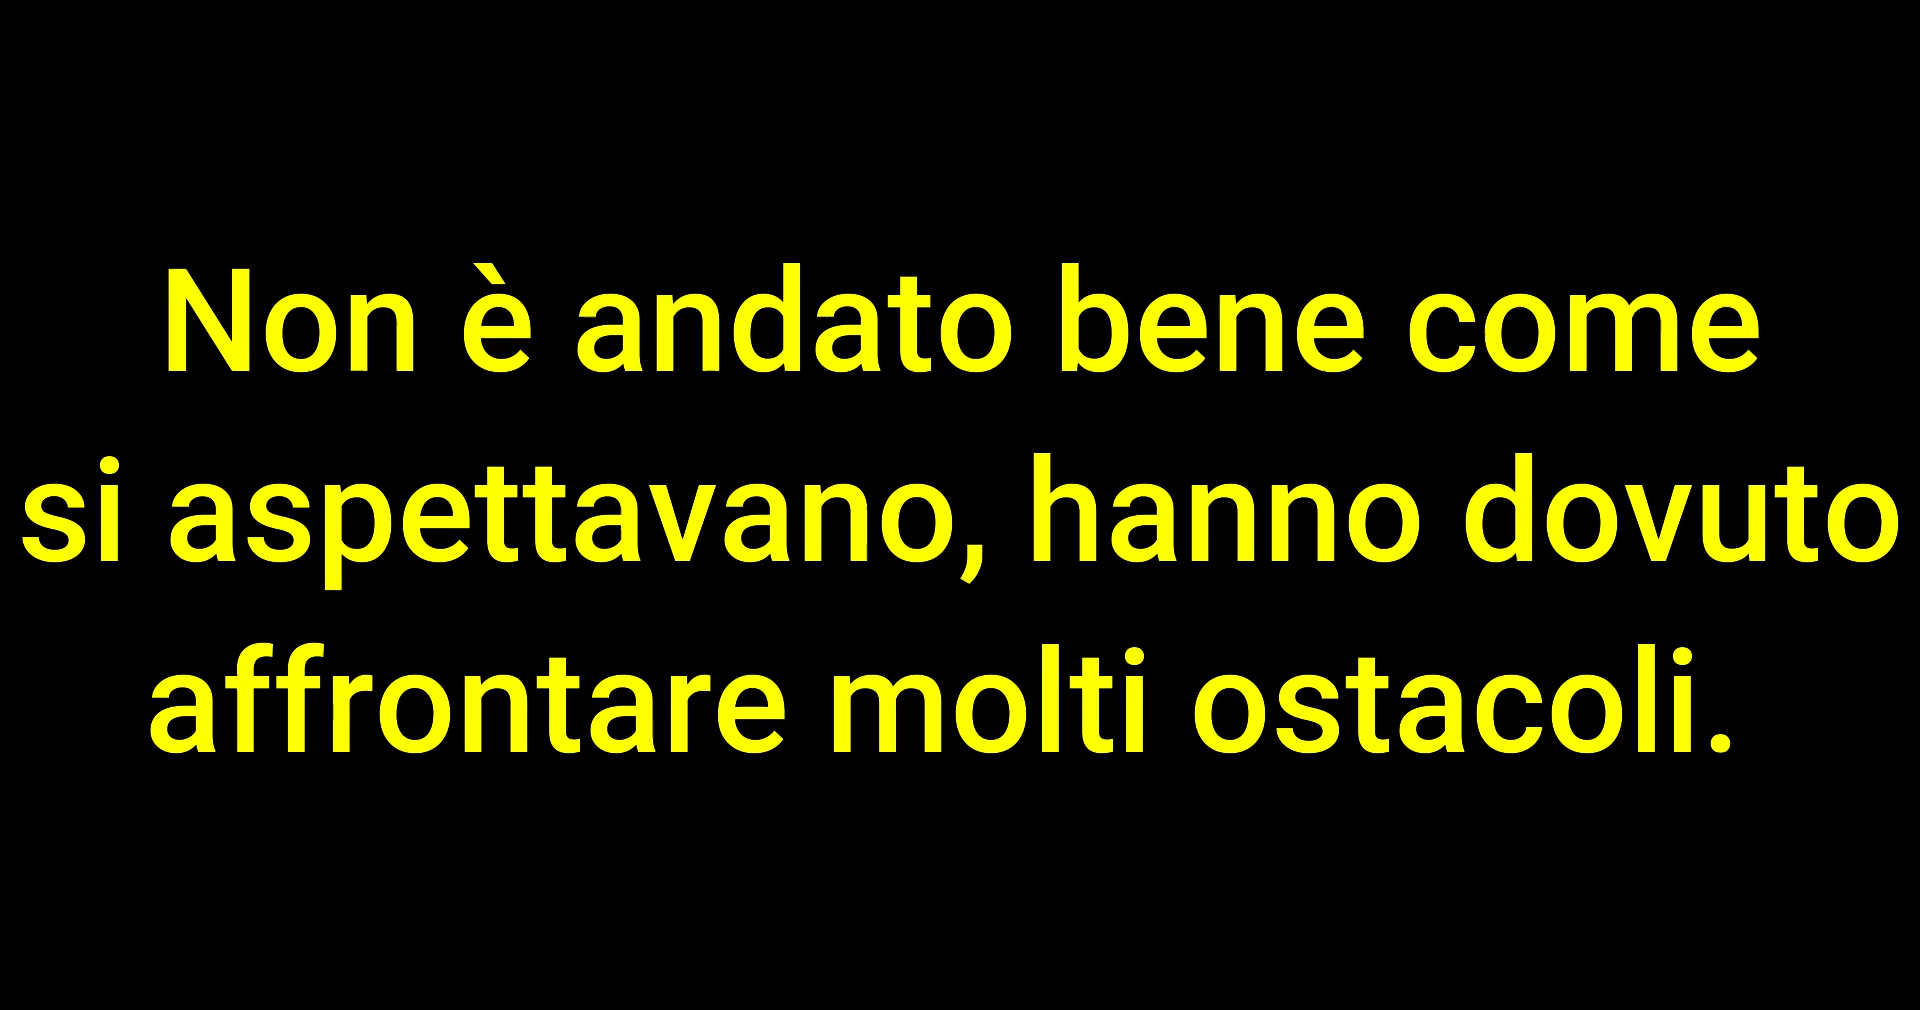 Non è andato bene come
si aspettavano, hanno dovuto
affrontare molti ostacoli.